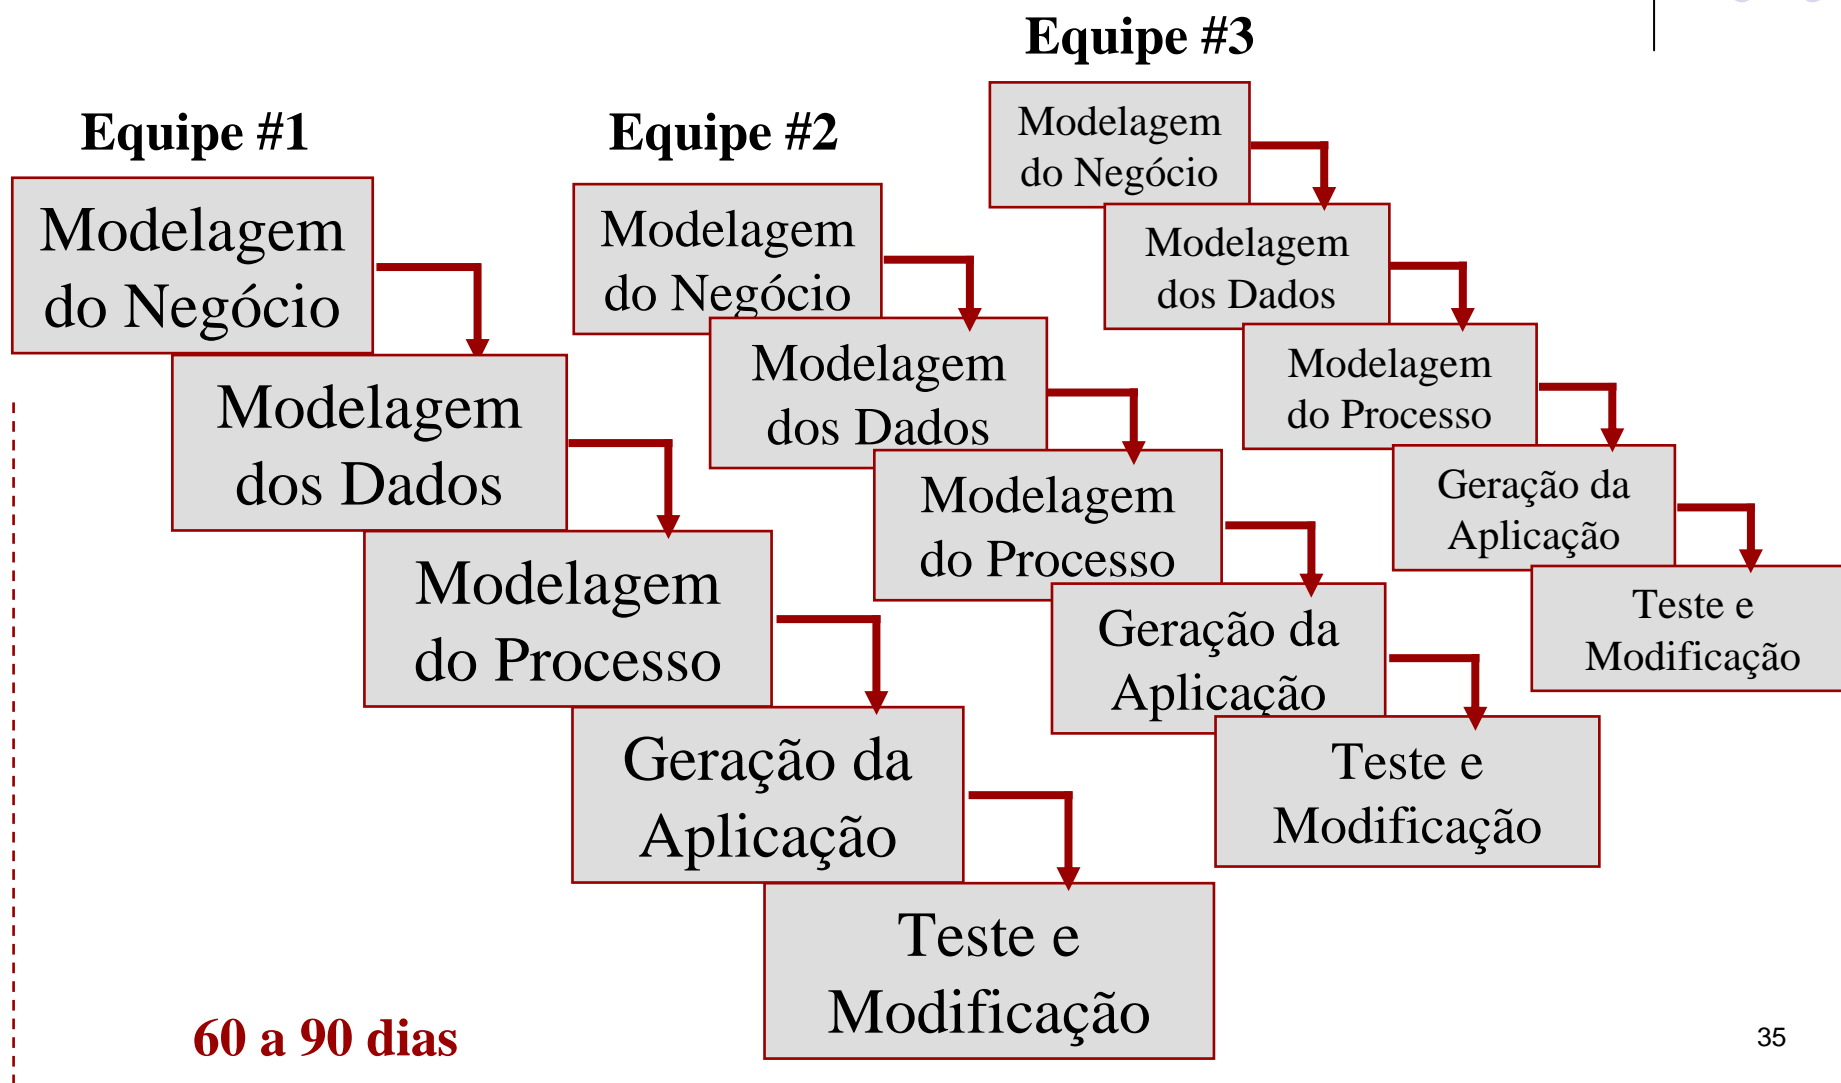 Equipe #3
Modelagem
do Negócio
Modelagem
dos Dados
Modelagem
do Processo
Geração da
Aplicação
Teste e
Modificação
Equipe #1
Modelagem
do Negócio
Modelagem
dos Dados
Modelagem
do Processo
Geração da
Aplicação
Teste e
Modificação
Equipe #2
Modelagem
do Negócio
Modelagem
dos Dados
Modelagem
do Processo
Geração da
Aplicação
Teste e
Modificação
60 a 90 dias
35